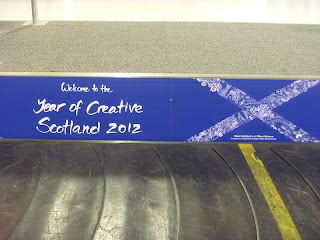 Welcome to the
Year of Creative
Scotland 2012